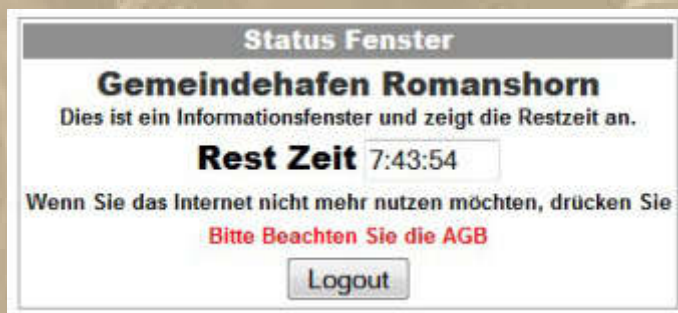 Status Fenster
Gemeindehafen Romanshorn
Dies ist ein Informationsfenster und zeigt die Restzeit an.
Rest Zeit 7:43:54
Wenn Sie das Internet nicht mehr nutzen möchten, drücken Sie
Bitte Beachten Sie die AGB
Logout